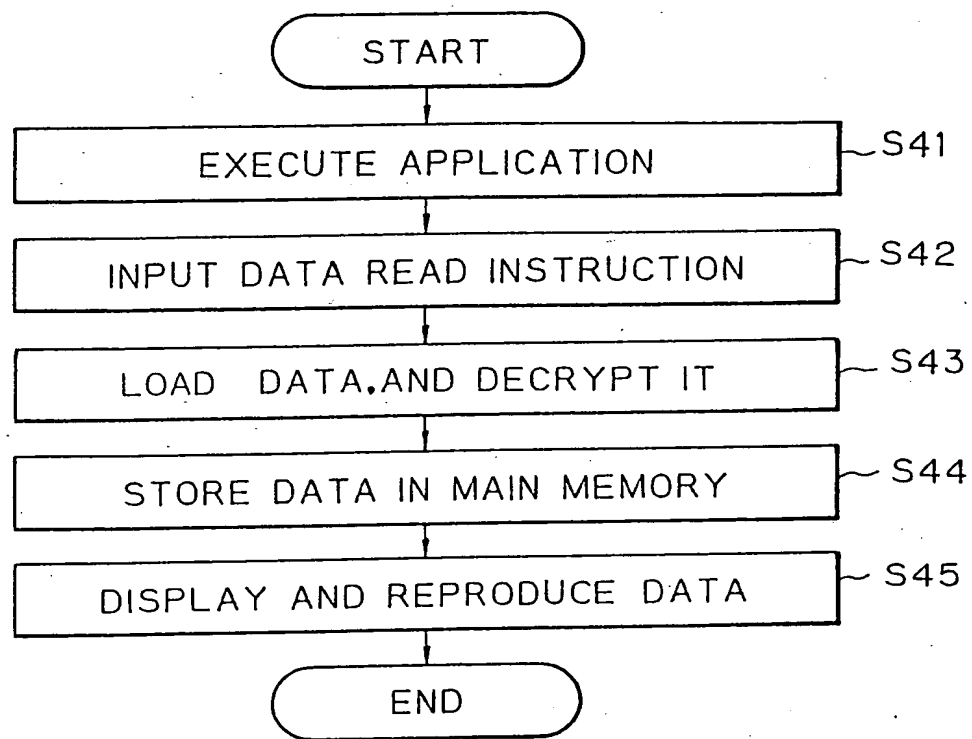 START
EXECUTE APPLICATION
S41
INPUT DATA READ INSTRUCTION
S42
LOAD DATA.AND DECRYPT IT
S43
STORE DATA IN MAIN MEMORY
S44
DISPLAY AND REPRODUCE DATA
S45
END